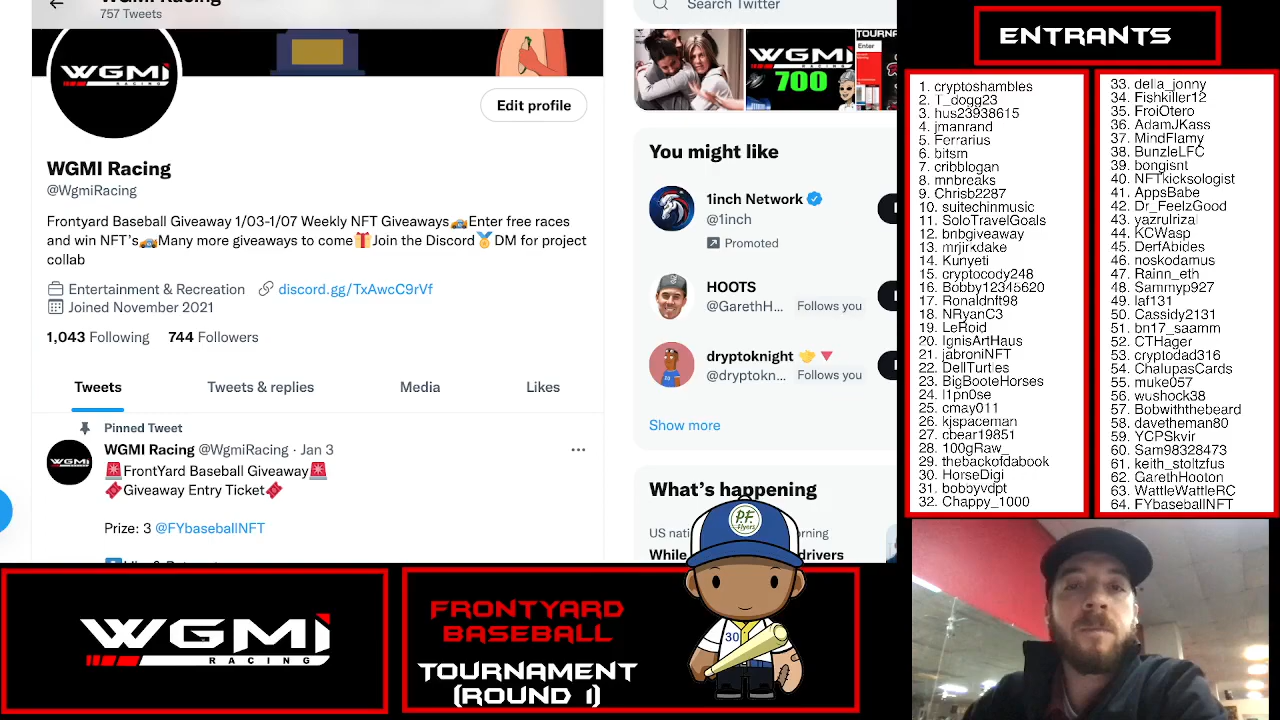 757 Tweets
Search Twitter
WGMI
RACING
WGMI
700
Enter
Edit profile
WGMI Racing
@WgmiRacing
Frontyard Baseball Giveaway 1/03-1/07 Weekly NFT Giveaways🚓Enter free races
and win NFT's🚓Many more giveaways to come🎁Join the Discord🏅DM for project
collab
Entertainment & Recreation discord.gg/TxAwcC9rVf
Joined November 2021
1,043 Following 744 Followers
Tweets Tweets & replies Media Likes
Pinned Tweet
WGMI Racing @WgmiRacing · Jan 3
🚨FrontYard Baseball Giveaway🚨
🎟Giveaway Entry Ticket🎟
Prize: 3 @FYbaseballNFT
You might like
1inch Network
@1inch
Promoted
HOOTS
@GarethH... Follows you
dryptoknight 🤝🔻
@dryptokn... Follows you
Show more
What's happening
While
drivers
P.F.
Flyers
30
WGMI
RACING
FRONTYARD
BASEBALL
TOURNAMENT
(ROUND 1)
ENTRANTS
1. cryptoshambles
2. T_dogg23
3. hus23938615
4. jmanrand
5. Ferrarius
6. bitsm
7. cribblogan
8. mnbreaks
9. Chrisb2287
10. suitechinmusic
11. SoloTravelGoals
12. bnbgiveaway
13. mrjirkdake
14. Kunyeti
15. cryptocody248
16. Bobby12345620
17. Ronaldnft98
18. NRyanC3
19. LeRoid
20. IgnisArtHaus
21. jabroniNFT
22. DellTurtles
23. BigBooteHorses
24. l1pn0se
25. cmay011
26. kjspaceman
27. cbear19851
28. 100gRaw_
29. thebackofdabook
30. HorseDigi
31. boboyvdpt
32. Chappy_1000
33. della_jonny
34. Fishkiller12
35. FroiOtero
36. AdamJKass
37. MindFlamy
38. BunzleLFC
39. bongisnt
40. NFTkicksologist
41. AppsBabe
42. Dr_FeelzGood
43. yazrulrizal
44. KCWasp
45. DerfAbides
46. noskodamus
47. Rainn_eth
48. Sammyp927
49. laf131
50. Cassidy2131
51. bn17_saamm
52. CTHager
53. cryptodad316
54. ChalupasCards
55. muke057
56. wushock38
57. Bobwiththebeard
58. davetheman80
59. YCPSkvir
60. Sam98328473
61. keith_stoltzfus
62. GarethHooton
63. WattleWattleRC
64. FYbaseballNFT